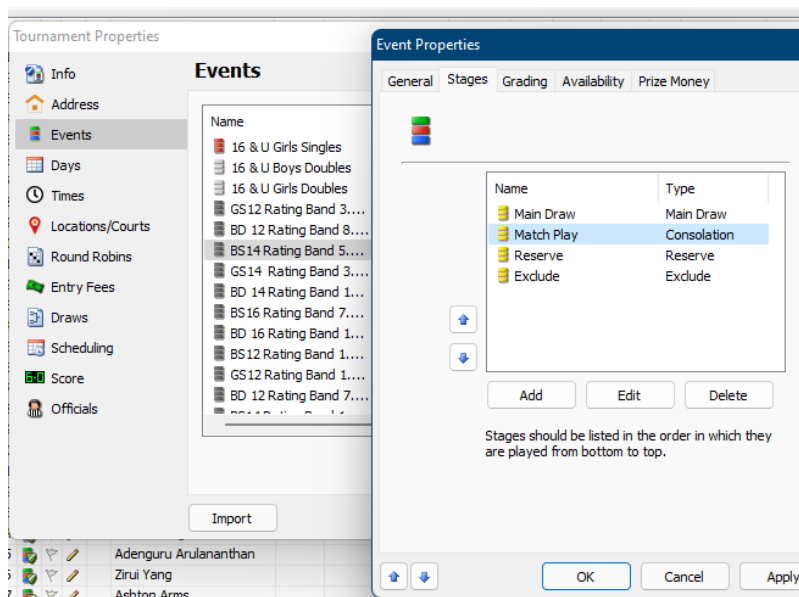 Tournament Properties
Info
Address
Events
Days
Times
Locations/Courts
Round Robins
Entry Fees
Draws
Scheduling
6-0 Score
Officials
Events
Name
16 & U Girls Singles
16 & U Boys Doubles
16 & U Girls Doubles
GS12 Rating Band 3....
BD 12 Rating Band 8....
BS14 Rating Band 5....
GS14 Rating Band 3....
BD 14 Rating Band 1...
BS16 Rating Band 7....
BD 16 Rating Band 1...
BS12 Rating Band 1....
GS12 Rating Band 1....
BD 12 Rating Band 7....
Import
Event Properties
General Stages Grading Availability Prize Money
Name Type
Main Draw Main Draw
Match Play Consolation
Reserve Reserve
Exclude Exclude
Add Edit Delete
Stages should be listed in the order in which they
are played from bottom to top.
OK Cancel Apply
Adenguru Arulananthan
Zirui Yang
Ashton Arms